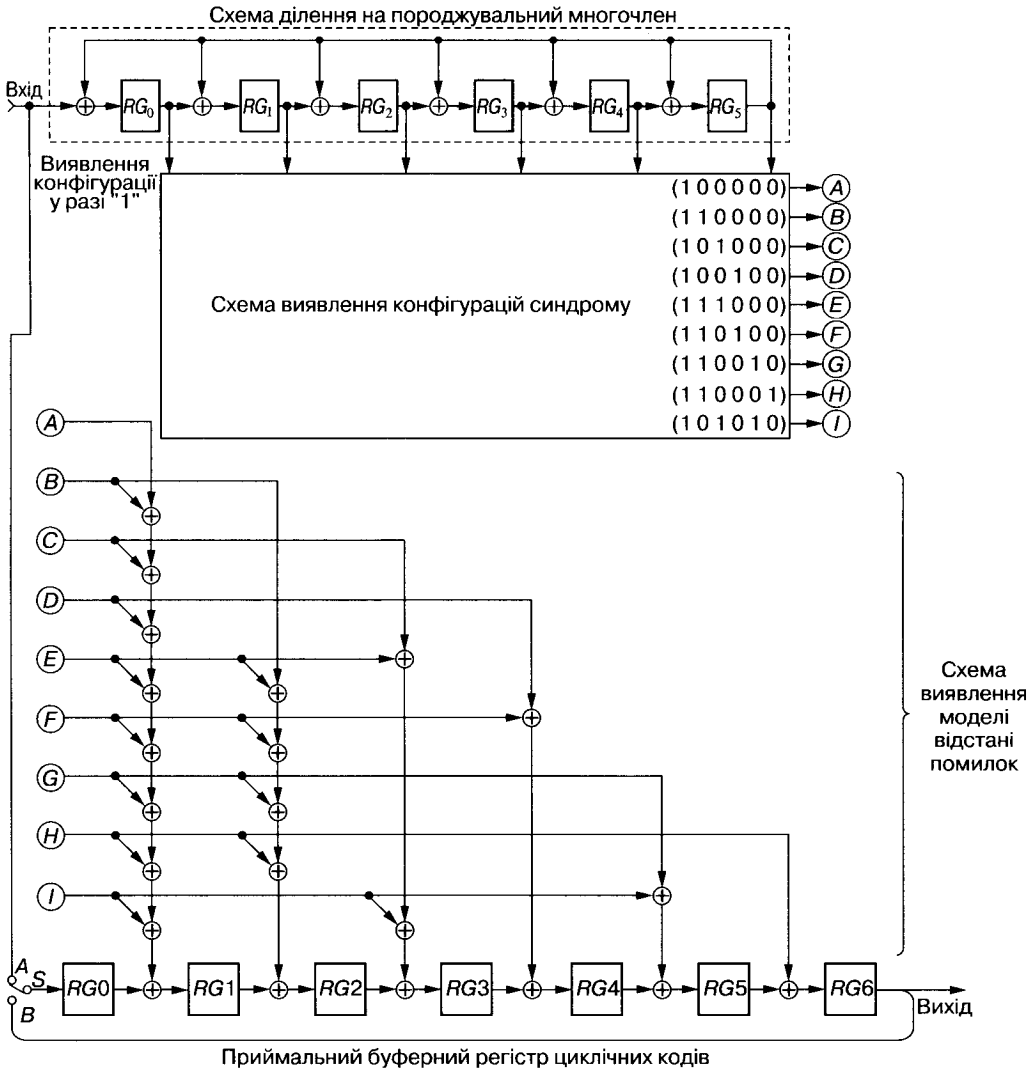 Схема ділення на породжувальний многочлен
Вхід
RG₀ RG₁ RG₂ RG₃ RG₄ RG₅
Виявлення
конфігурації
у разі "1"
(1 0 0 0 0 0) A
(1 1 0 0 0 0) B
(1 0 1 0 0 0) C
(1 0 0 1 0 0) D
Схема виявлення конфігурацій синдрому
(1 1 1 0 0 0) E
(1 1 0 1 0 0) F
(1 1 0 0 1 0) G
(1 1 0 0 0 1) H
(1 0 1 0 1 0) I
A
B
C
D
E
F
G
H
I
Схема
виявлення
моделі
відстані
помилок
A
S
B
RG0 RG1 RG2 RG3 RG4 RG5 RG6
Вихід
Приймальний буферний регістр циклічних кодів